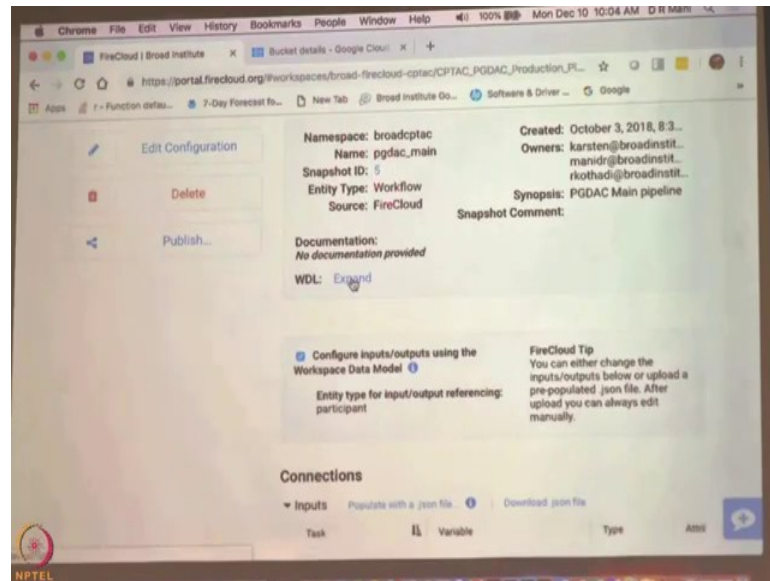 Chrome File Edit View History Bookmarks People Window Help 100% Mon Dec 10 10:04 AM D R Mani
FireCloud | Broad Institute × Bucket details - Google Cloud × +
https://portal.firecloud.org/#workspaces/broad-firecloud-cptac/CPTAC_PGDAC_Production_Pi...
Apps r - Function defau... 7-Day Forecast fo... New Tab Broad Institute Go... Software & Driver ... Google
Edit Configuration
Delete
Publish...
Namespace: broadcptac
Name: pgdac_main
Snapshot ID: 5
Entity Type: Workflow
Source: FireCloud
Created: October 3, 2018, 8:3...
Owners: karsten@broadinstit...
manidr@broadinstit...
rkothadi@broadinstit...
Synopsis: PGDAC Main pipeline
Snapshot Comment:
Documentation:
No documentation provided
WDL: Expand
Configure inputs/outputs using the
Workspace Data Model
Entity type for input/output referencing:
participant
FireCloud Tip
You can either change the
inputs/outputs below or upload a
pre-populated .json file. After
upload you can always edit
manually.
Connections
Inputs Populate with a .json file... Download .json file
Task Variable Type Attri
NPTEL